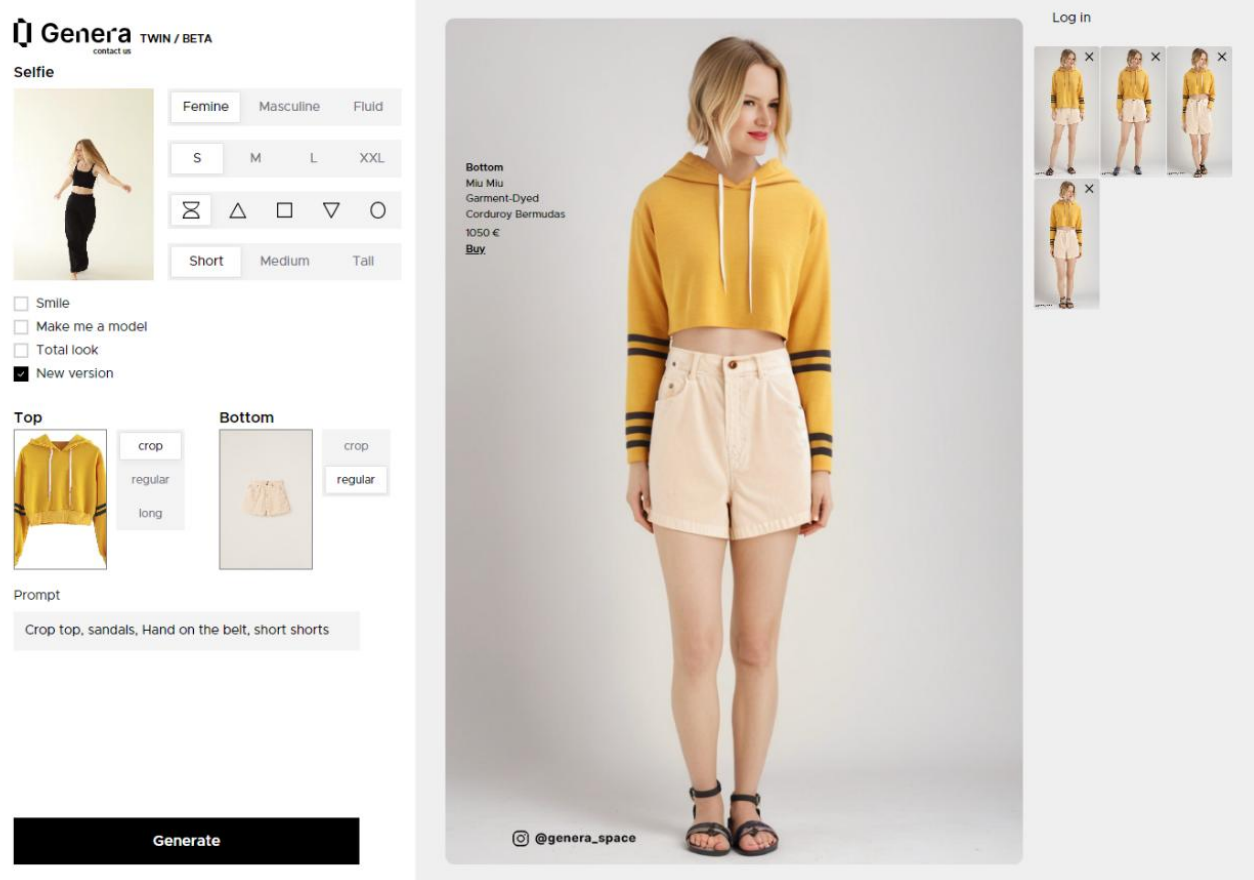 Genera TWIN / BETA
contact us
Selfie
Femine Masculine Fluid
S M L XXL
Short Medium Tall
Smile
Make me a model
Total look
New version
Top
crop
regular
long
Bottom
crop
regular
Prompt
Crop top, sandals, Hand on the belt, short shorts
Generate
Bottom
Miu Miu
Garment-Dyed
Corduroy Bermudas
1050 €
Buy
@genera_space
Log in